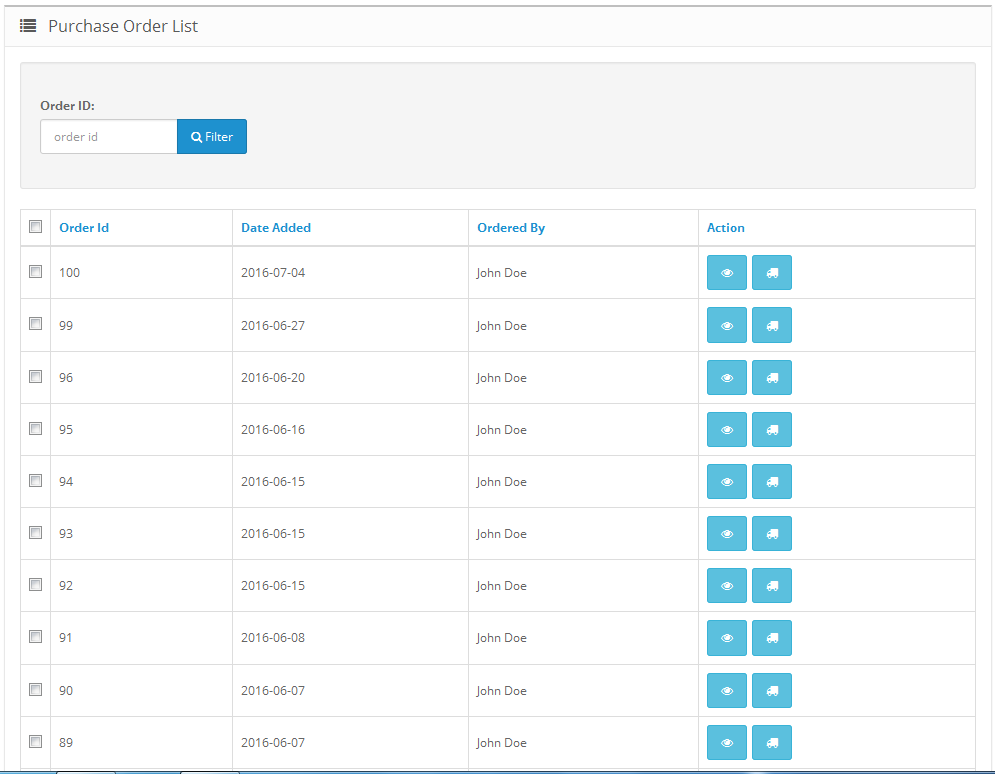 Purchase Order List
Order ID:
order id Filter
Order Id Date Added Ordered By Action
100 2016-07-04 John Doe
99 2016-06-27 John Doe
96 2016-06-20 John Doe
95 2016-06-16 John Doe
94 2016-06-15 John Doe
93 2016-06-15 John Doe
92 2016-06-15 John Doe
91 2016-06-08 John Doe
90 2016-06-07 John Doe
89 2016-06-07 John Doe